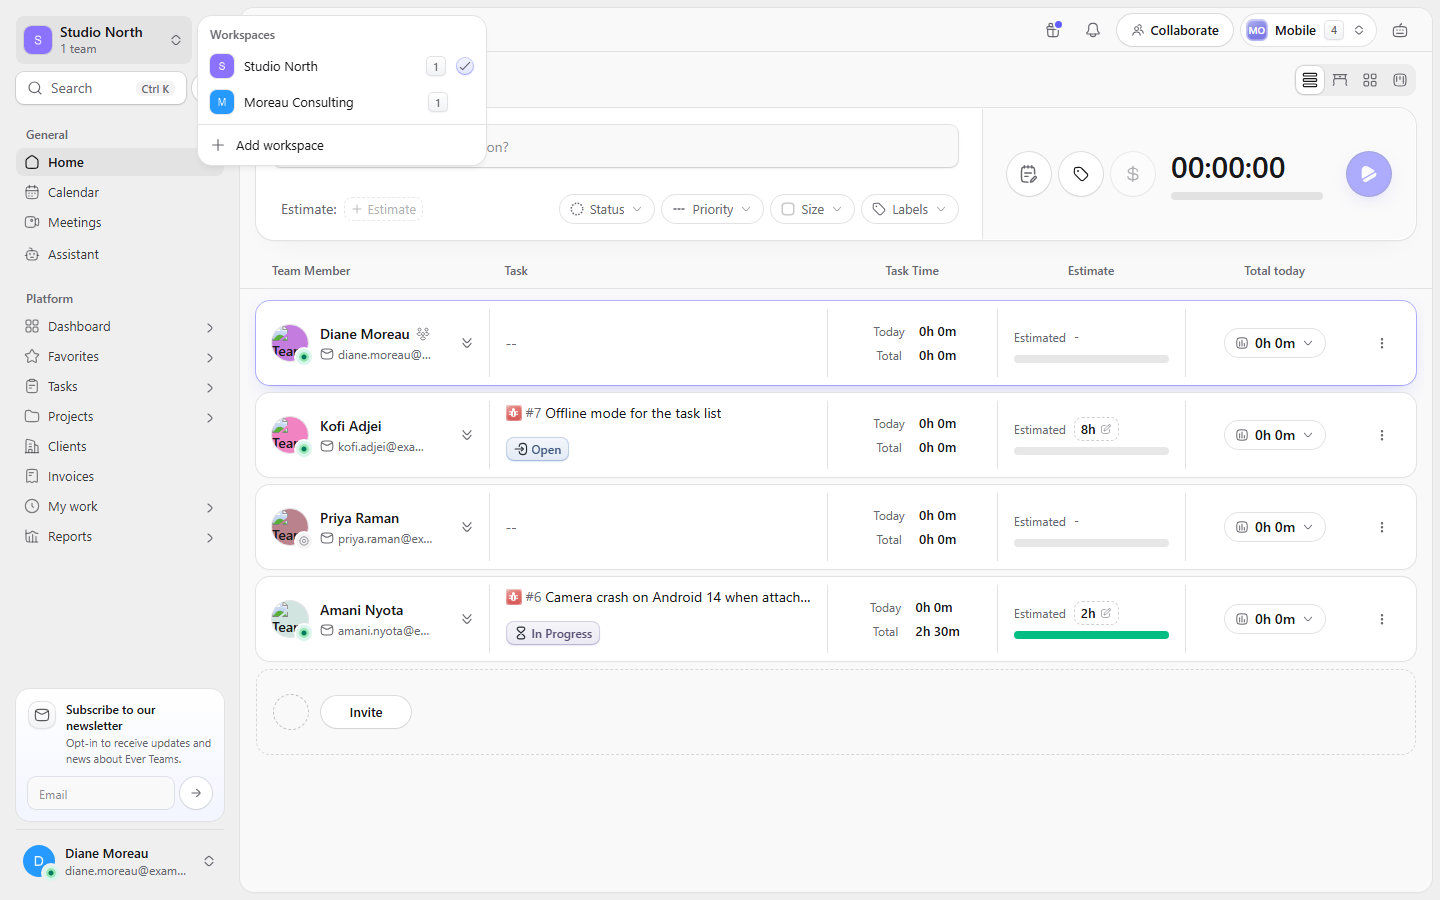 S
Studio North
1 team
Search
Ctrl K
General
Home
Calendar
Meetings
Assistant
Platform
Dashboard
Favorites
Tasks
Projects
Clients
Invoices
My work
Reports
Subscribe to our
newsletter
Opt-in to receive updates and
news about Ever Teams.
Email
D
Diane Moreau
diane.moreau@exam...
Workspaces
S
Studio North
1
M
Moreau Consulting
1
Add workspace
Collaborate
MO
Mobile
4
on?
Estimate:
+ Estimate
Status
Priority
Size
Labels
$
00:00:00
Team Member
Task
Task Time
Estimate
Total today
Tea
Diane Moreau
diane.moreau@...
--
Today 0h 0m
Total 0h 0m
Estimated -
0h 0m
Tea
Kofi Adjei
kofi.adjei@exa...
#7 Offline mode for the task list
Open
Today 0h 0m
Total 0h 0m
Estimated 8h
0h 0m
Tea
Priya Raman
priya.raman@ex...
--
Today 0h 0m
Total 0h 0m
Estimated -
0h 0m
Tea
Amani Nyota
amani.nyota@e...
#6 Camera crash on Android 14 when attach...
In Progress
Today 0h 0m
Total 2h 30m
Estimated 2h
0h 0m
Invite